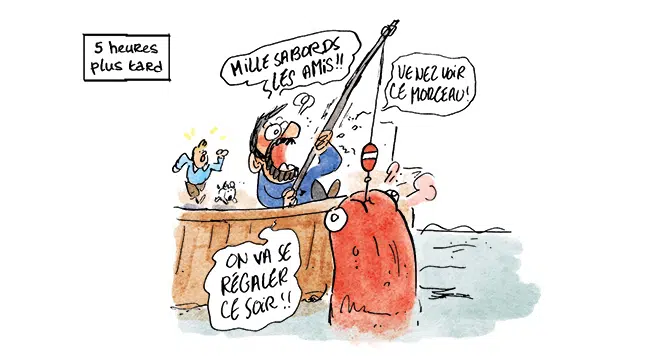 5 heures
plus tard
MILLE SABORDS
LES AMIS!!
VENEZ VOIR
CE MORCEAU!
ON VA SE
RÉGALER
CE SOIR!!